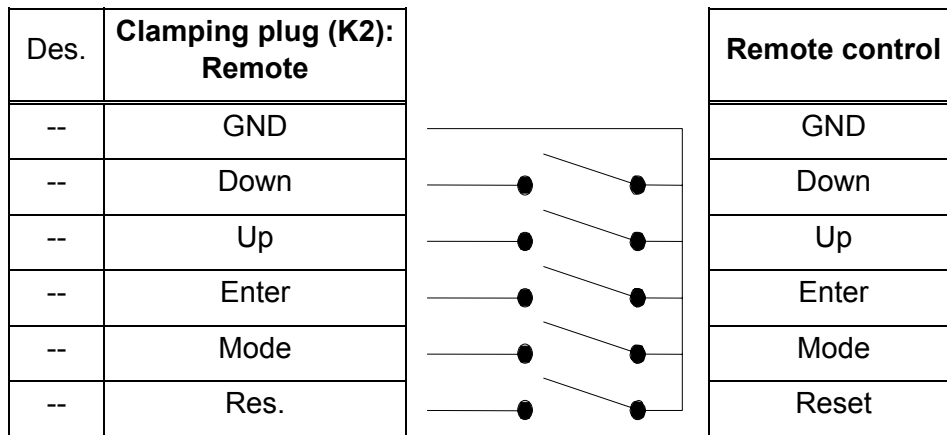 Des. Clamping plug (K2): Remote control
Remote
-- GND GND
-- Down Down
-- Up Up
-- Enter Enter
-- Mode Mode
-- Res. Reset